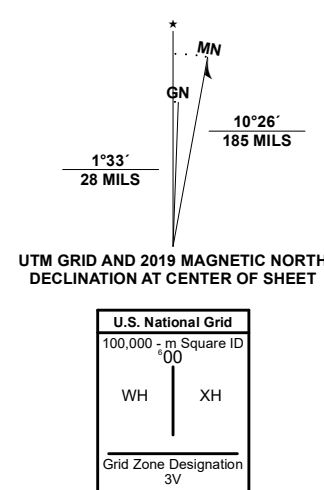 ★
MN
GN
10°26´
185 MILS
1°33´
28 MILS
UTM GRID AND 2019 MAGNETIC NORTH
DECLINATION AT CENTER OF SHEET
U.S. National Grid
100,000 - m Square ID
⁶00
WH XH
Grid Zone Designation
3V